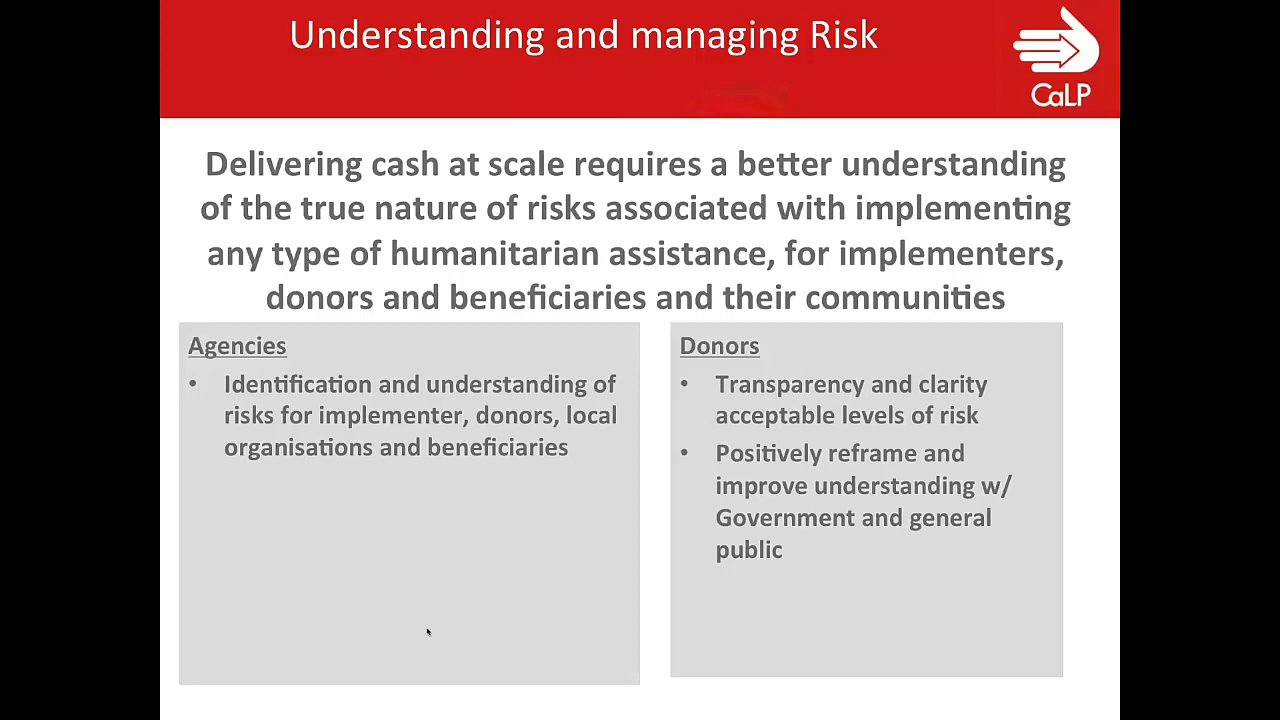 Understanding and managing Risk
CaLP
Delivering cash at scale requires a better understanding
of the true nature of risks associated with implementing
any type of humanitarian assistance, for implementers,
donors and beneficiaries and their communities
Agencies
• Identification and understanding of
risks for implementer, donors, local
organisations and beneficiaries
Donors
• Transparency and clarity
acceptable levels of risk
• Positively reframe and
improve understanding w/
Government and general
public